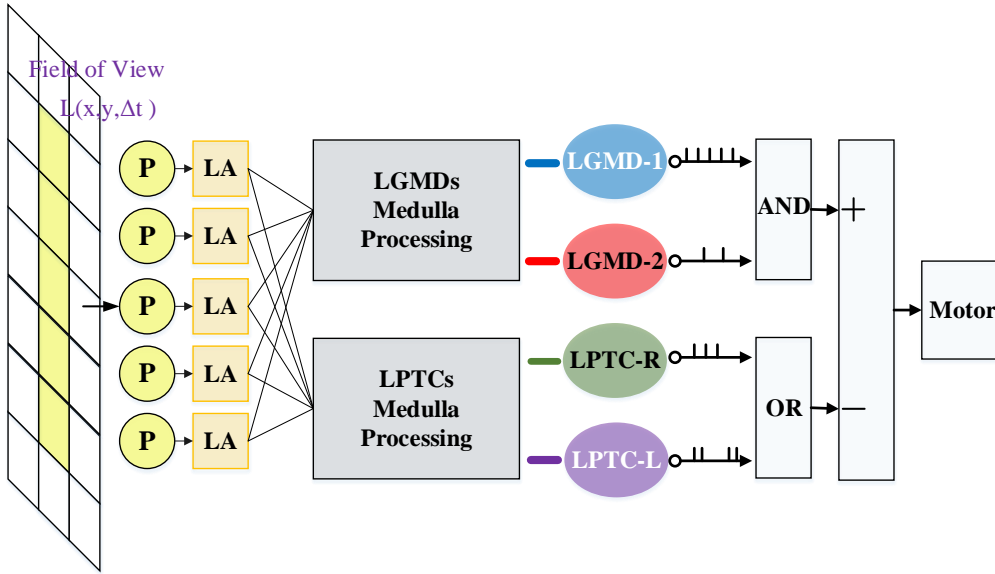 Field of View
L(x.y,Δt )
P
LA
P
LA
P
LA
P
LA
P
LA
LGMDs
Medulla
Processing
LPTCs
Medulla
Processing
LGMD-1
LGMD-2
LPTC-R
LPTC-L
AND
OR
+
−
Motor